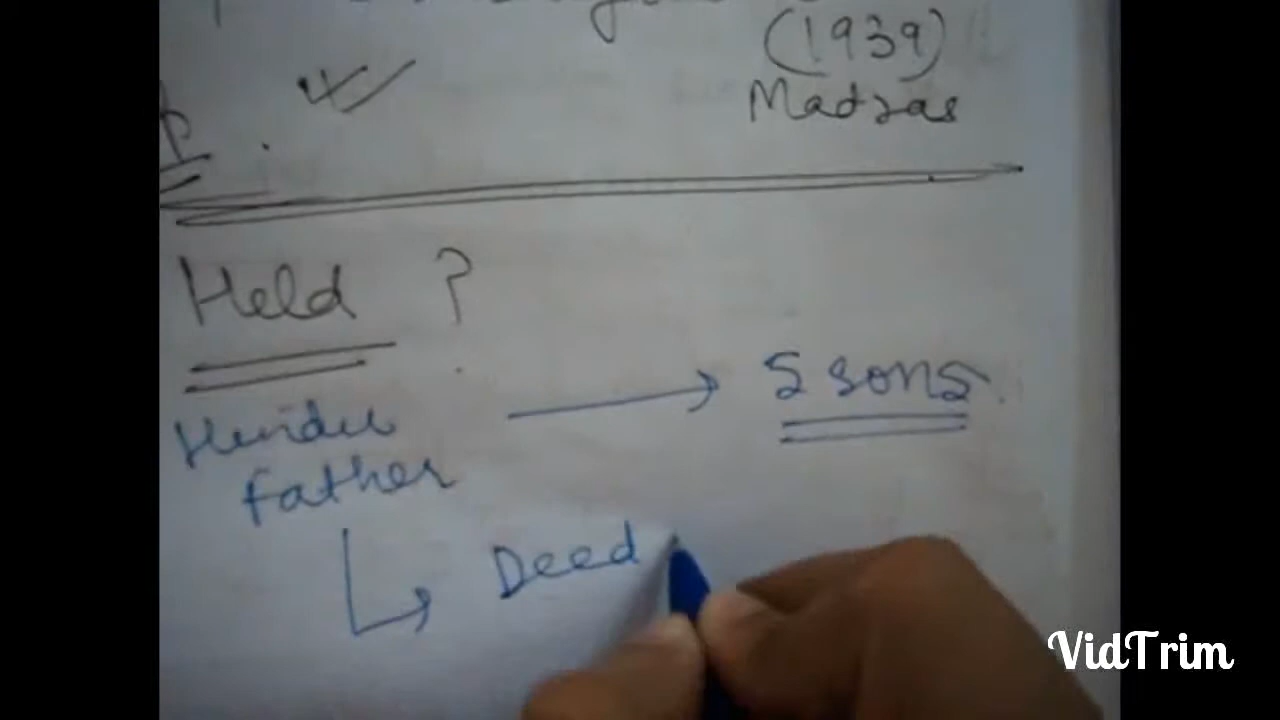 (1939)
Madras
Held ?
Hindu → 5 sons.
father
Deed
VidTrim